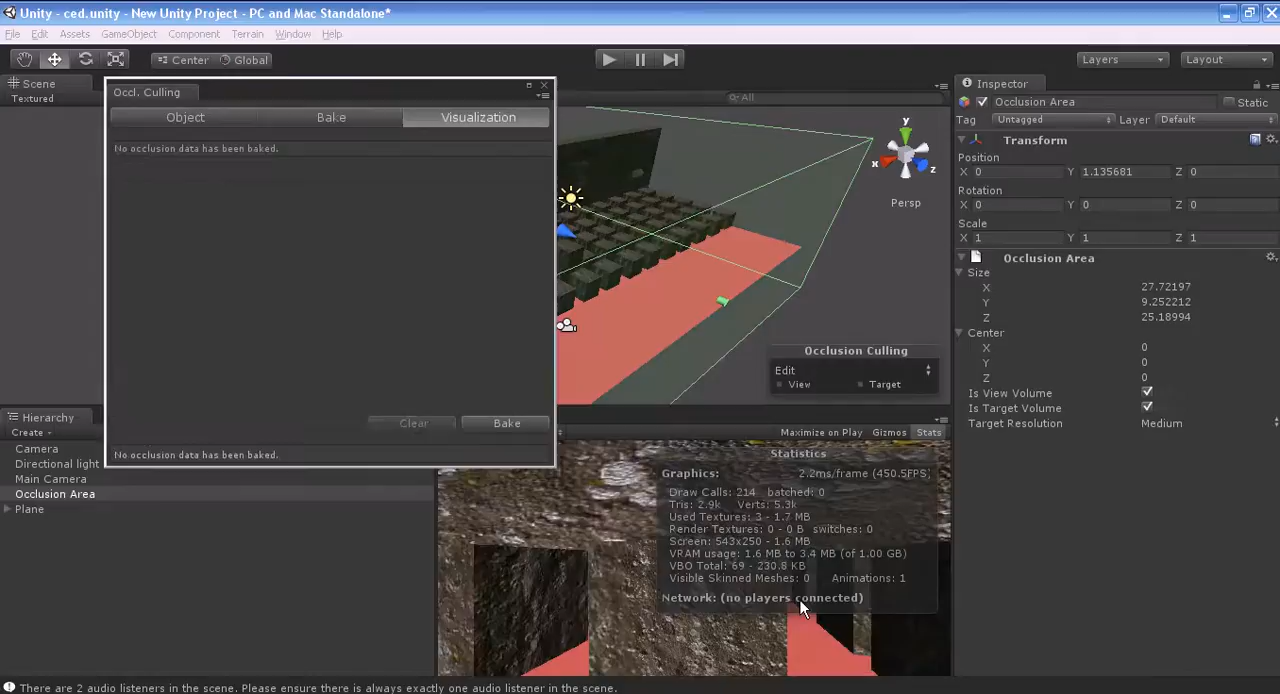 Unity - ced.unity - New Unity Project - PC and Mac Standalone*
File Edit Assets GameObject Component Terrain Window Help
Center Global Layers Layout
Scene
Textured
Occl. Culling
Object Bake Visualization
No occlusion data has been baked.
Clear Bake
No occlusion data has been baked.
All
y
x z
Persp
Occlusion Culling
Edit
View Target
Inspector
Occlusion Area Static
Tag Untagged Layer Default
Transform
Position
X 0 Y 1.135681 Z 0
Rotation
X 0 Y 0 Z 0
Scale
X 1 Y 1 Z 1
Occlusion Area
Size
X 27.72197
Y 9.252212
Z 25.18994
Center
X 0
Y 0
Z 0
Is View Volume
Is Target Volume
Target Resolution Medium
Hierarchy
Create
Camera
Directional light
Main Camera
Occlusion Area
Plane
Maximize on Play Gizmos Stats
Statistics
Graphics: 2.2ms/frame (450.5FPS)
Draw Calls: 214 batched: 0
Tris: 2.9k Verts: 5.3k
Used Textures: 3 - 1.7 MB
Render Textures: 0 - 0 B switches: 0
Screen: 543x250 - 1.6 MB
VRAM usage: 1.6 MB to 3.4 MB (of 1.00 GB)
VBO Total: 69 - 230.8 KB
Visible Skinned Meshes: 0 Animations: 1
Network: (no players connected)
There are 2 audio listeners in the scene. Please ensure there is always exactly one audio listener in the scene.